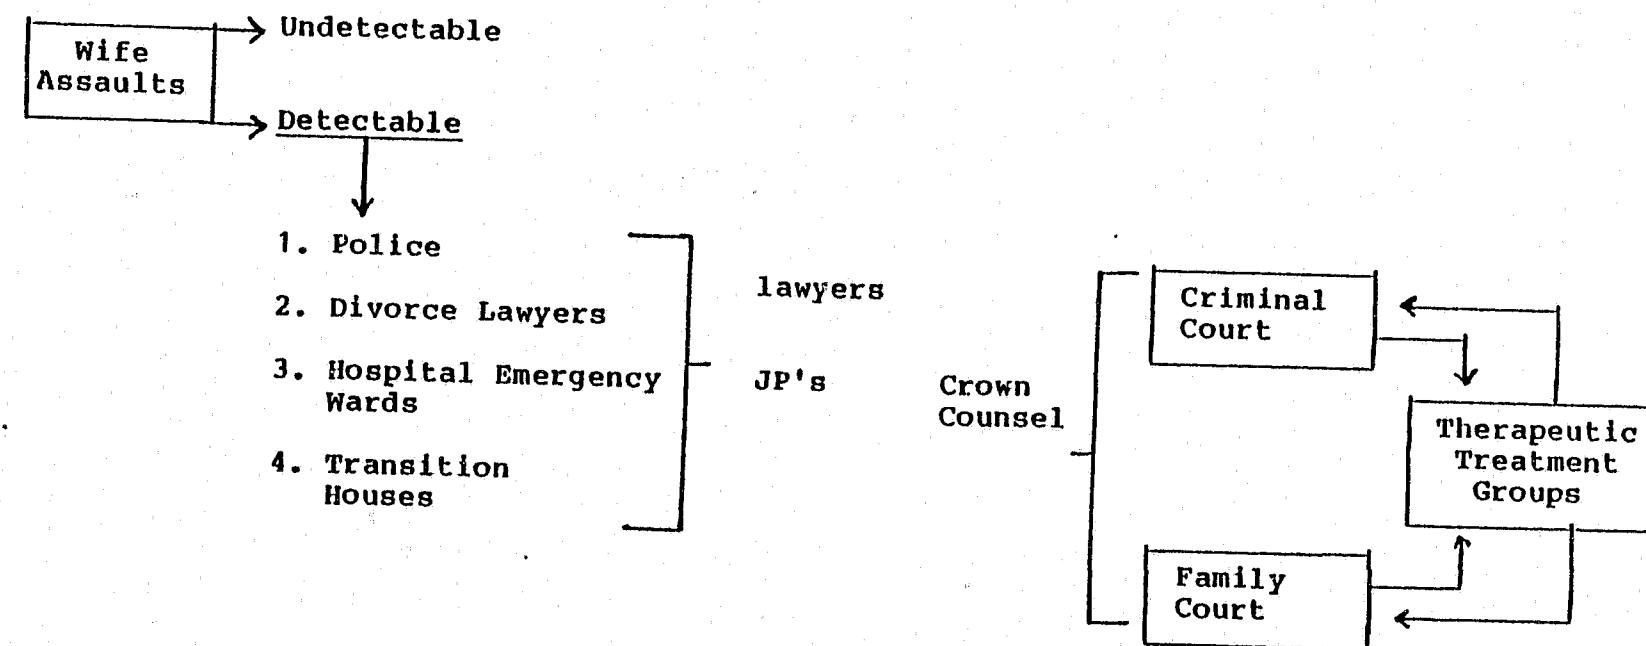 Undetectable
Wife
Assaults
Detectable
1. Police
2. Divorce Lawyers
3. Hospital Emergency
Wards
4. Transition
Houses
lawyers
JP's
Crown
Counsel
Criminal
Court
Therapeutic
Treatment
Groups
Family
Court